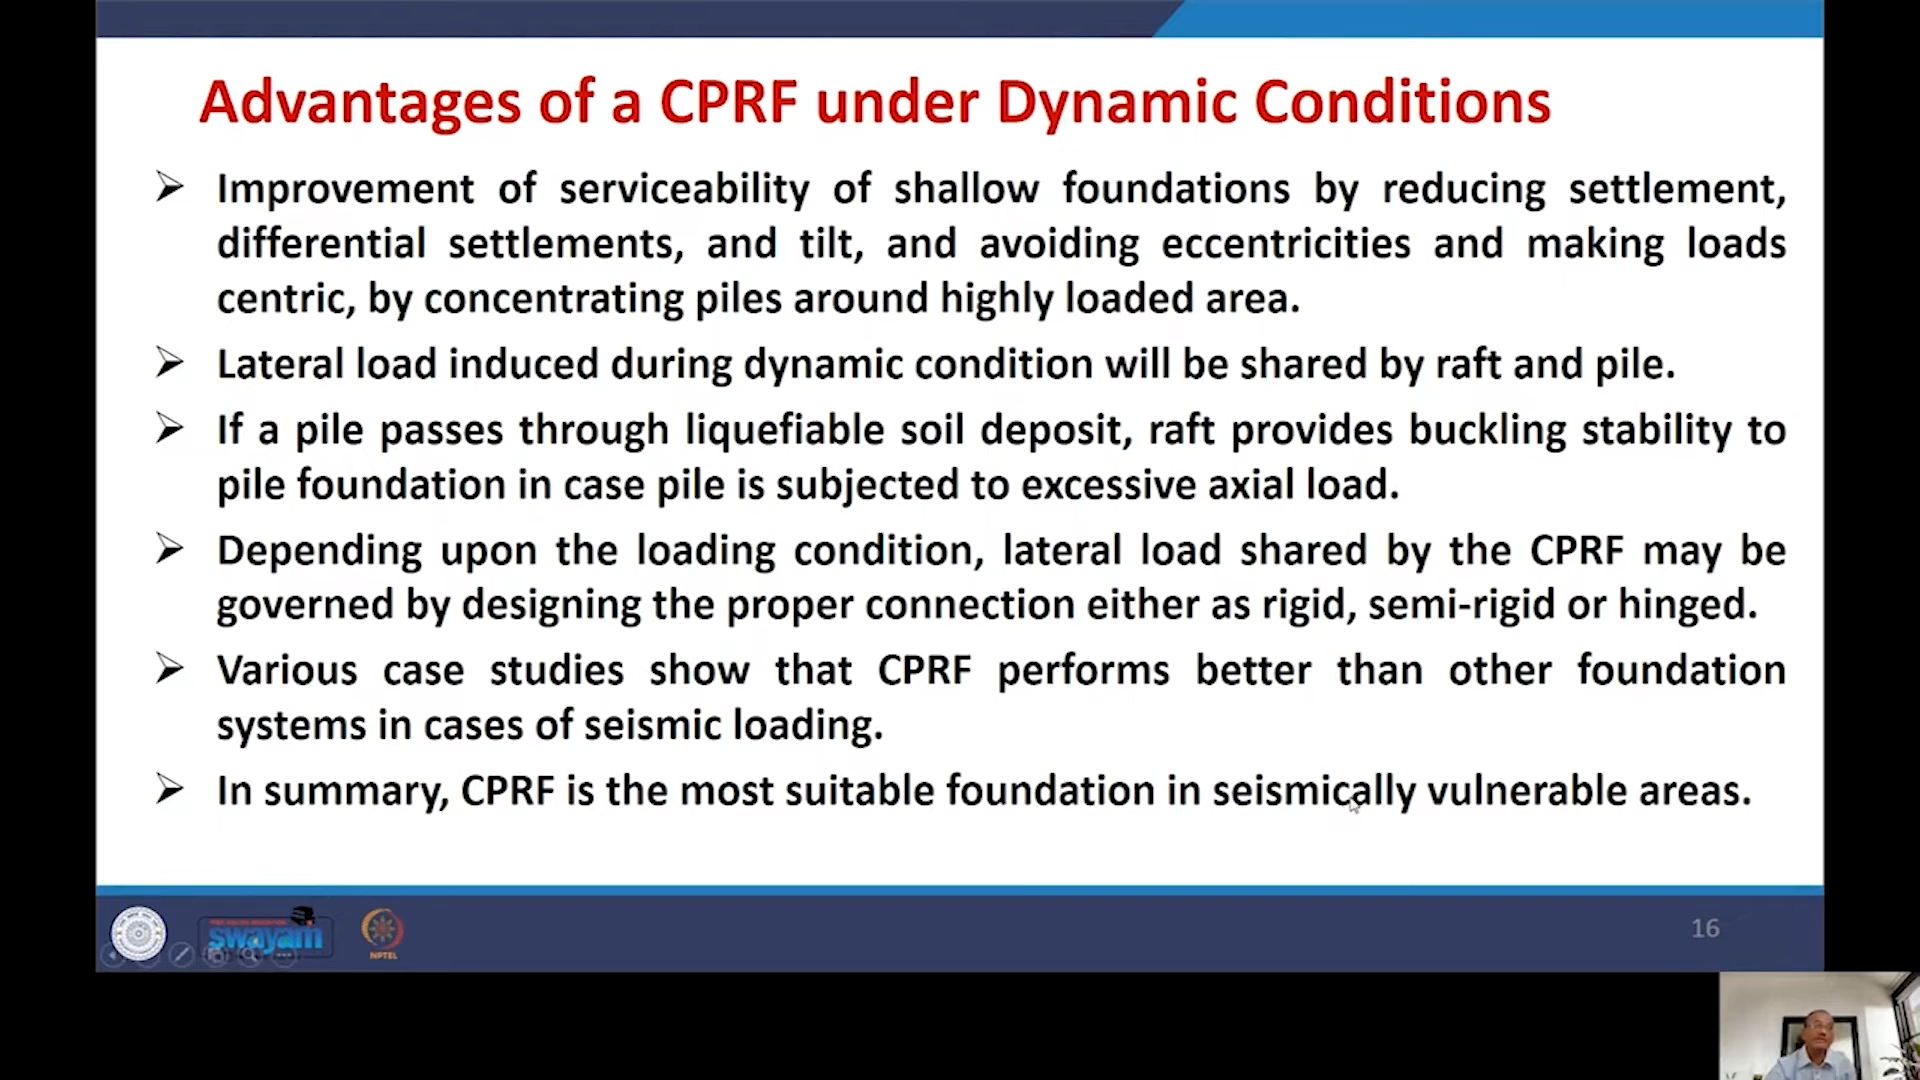 Advantages of a CPRF under Dynamic Conditions
Improvement of serviceability of shallow foundations by reducing settlement,
differential settlements, and tilt, and avoiding eccentricities and making loads
centric, by concentrating piles around highly loaded area.
Lateral load induced during dynamic condition will be shared by raft and pile.
If a pile passes through liquefiable soil deposit, raft provides buckling stability to
pile foundation in case pile is subjected to excessive axial load.
Depending upon the loading condition, lateral load shared by the CPRF may be
governed by designing the proper connection either as rigid, semi-rigid or hinged.
Various case studies show that CPRF performs better than other foundation
systems in cases of seismic loading.
In summary, CPRF is the most suitable foundation in seismically vulnerable areas.
swayam
NPTEL
16